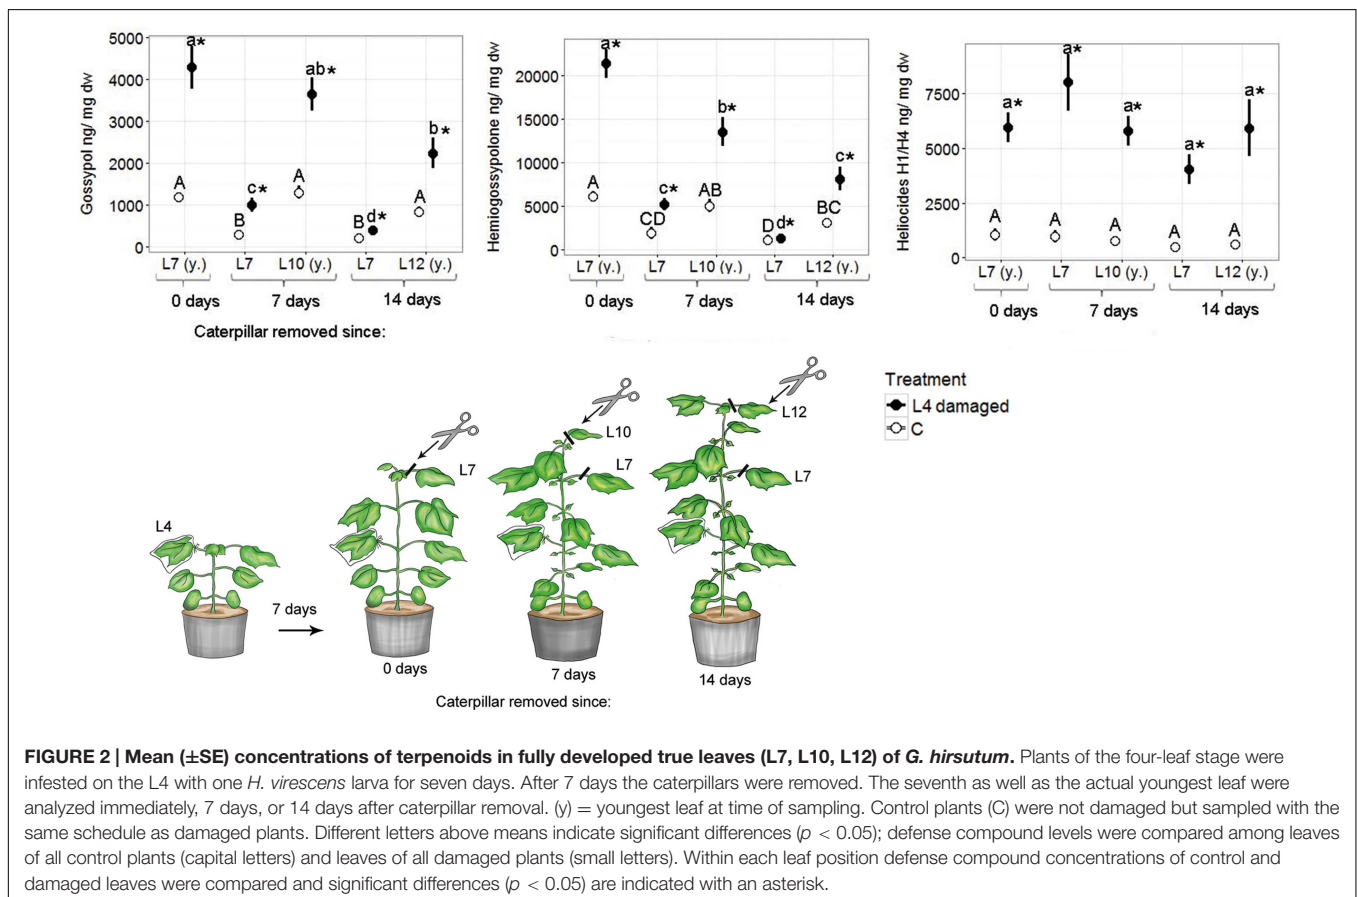 Gossypol ng/ mg dw
5000
4000
3000
2000
1000
0
a*
A
B
c*
ab*
A
B
d*
b*
A
L7 (y.) L7 L10 (y.) L7 L12 (y.)
0 days 7 days 14 days
Caterpillar removed since:
Hemiogossypolone ng/ mg dw
20000
15000
10000
5000
0
a*
A
CD
c*
b*
AB
D
d*
c*
BC
L7 (y.) L7 L10 (y.) L7 L12 (y.)
0 days 7 days 14 days
Heliocides H1/H4 ng/ mg dw
7500
5000
2500
0
a*
A
a*
A
a*
A
a*
A
a*
A
L7 (y.) L7 L10 (y.) L7 L12 (y.)
0 days 7 days 14 days
Treatment
L4 damaged
C
L4
7 days
L7
0 days
L10
L7
7 days
L12
L7
14 days
Caterpillar removed since:
FIGURE 2 | Mean (±SE) concentrations of terpenoids in fully developed true leaves (L7, L10, L12) of G. hirsutum. Plants of the four-leaf stage were
infested on the L4 with one H. virescens larva for seven days. After 7 days the caterpillars were removed. The seventh as well as the actual youngest leaf were
analyzed immediately, 7 days, or 14 days after caterpillar removal. (y) = youngest leaf at time of sampling. Control plants (C) were not damaged but sampled with the
same schedule as damaged plants. Different letters above means indicate significant differences (p < 0.05); defense compound levels were compared among leaves
of all control plants (capital letters) and leaves of all damaged plants (small letters). Within each leaf position defense compound concentrations of control and
damaged leaves were compared and significant differences (p < 0.05) are indicated with an asterisk.